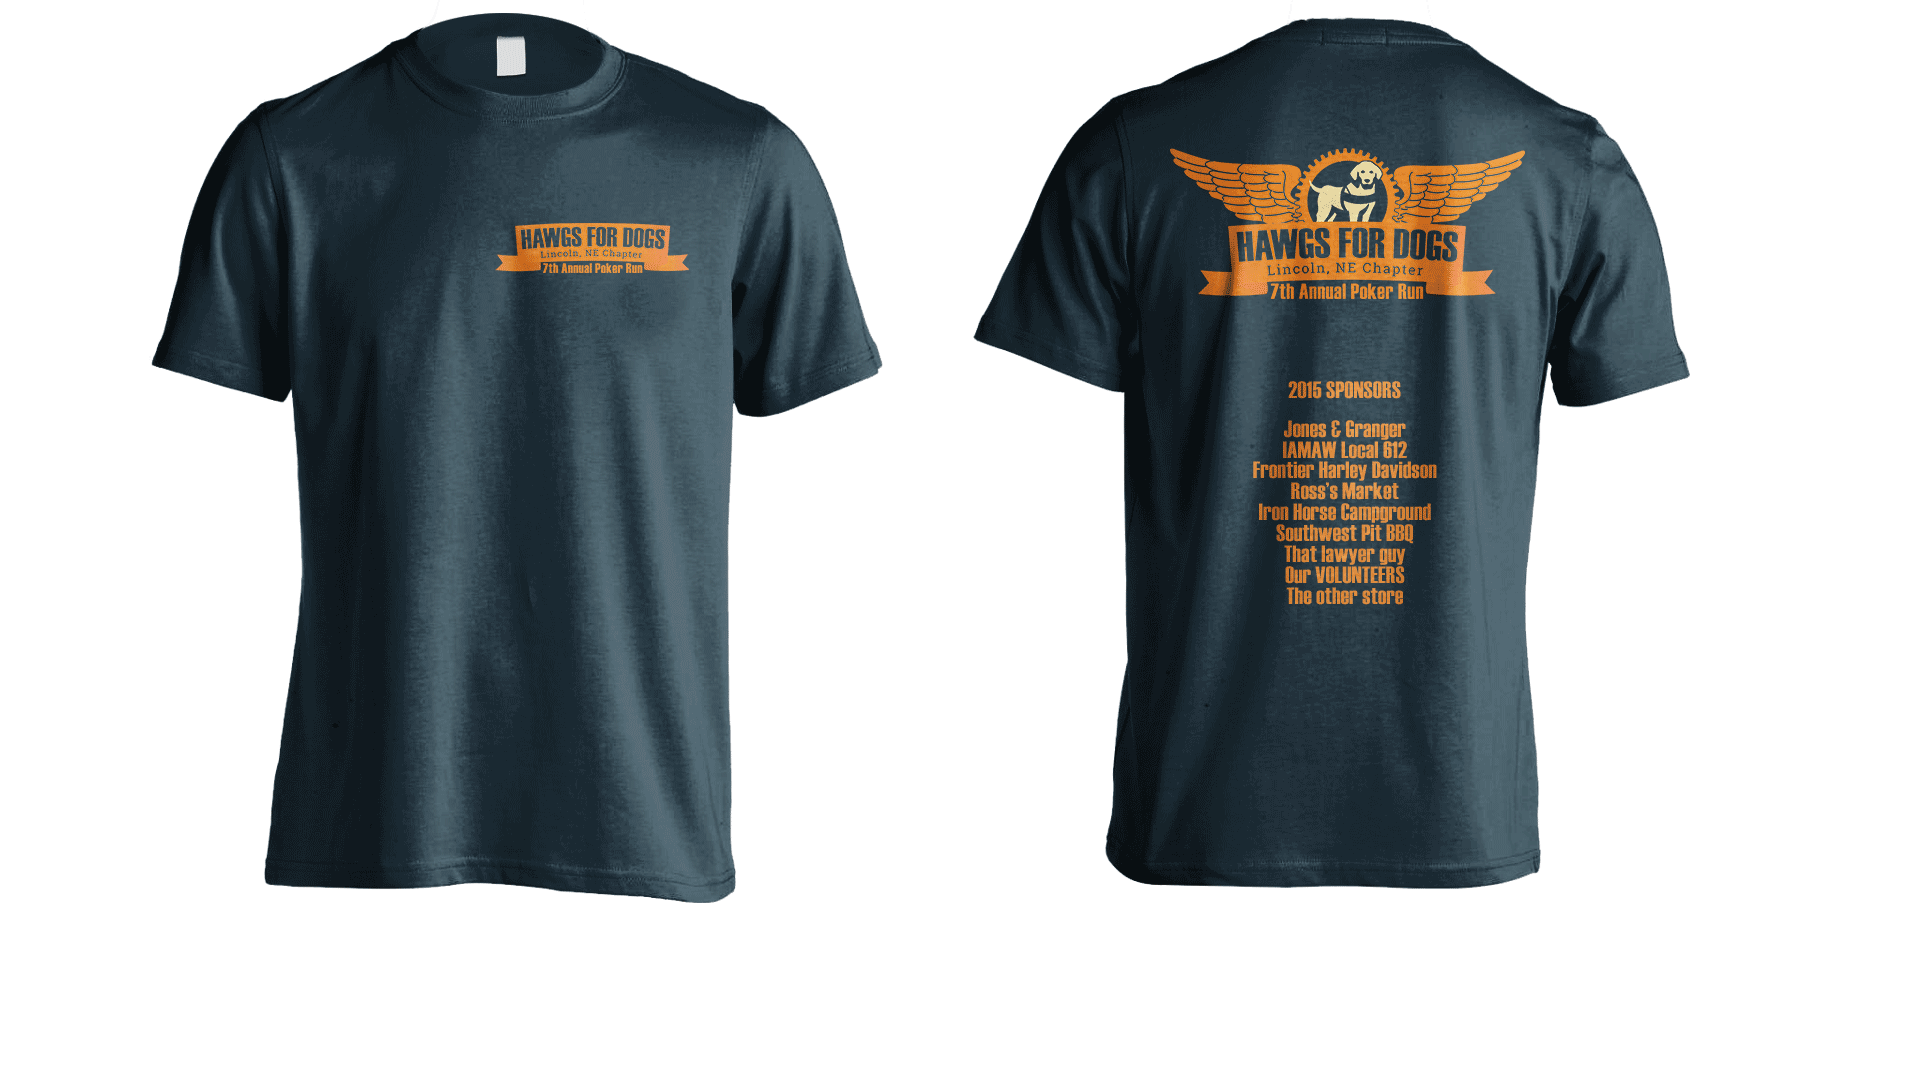 HAWGS FOR DOGS
Lincoln, NE Chapter
7th Annual Poker Run
HAWGS FOR DOGS
Lincoln, NE Chapter
7th Annual Poker Run
2015 SPONSORS
Jones & Granger
IAMAW Local 612
Frontier Harley Davidson
Ross's Market
Iron Horse Campground
Southwest Pit BBQ
That lawyer guy
Our VOLUNTEERS
The other store